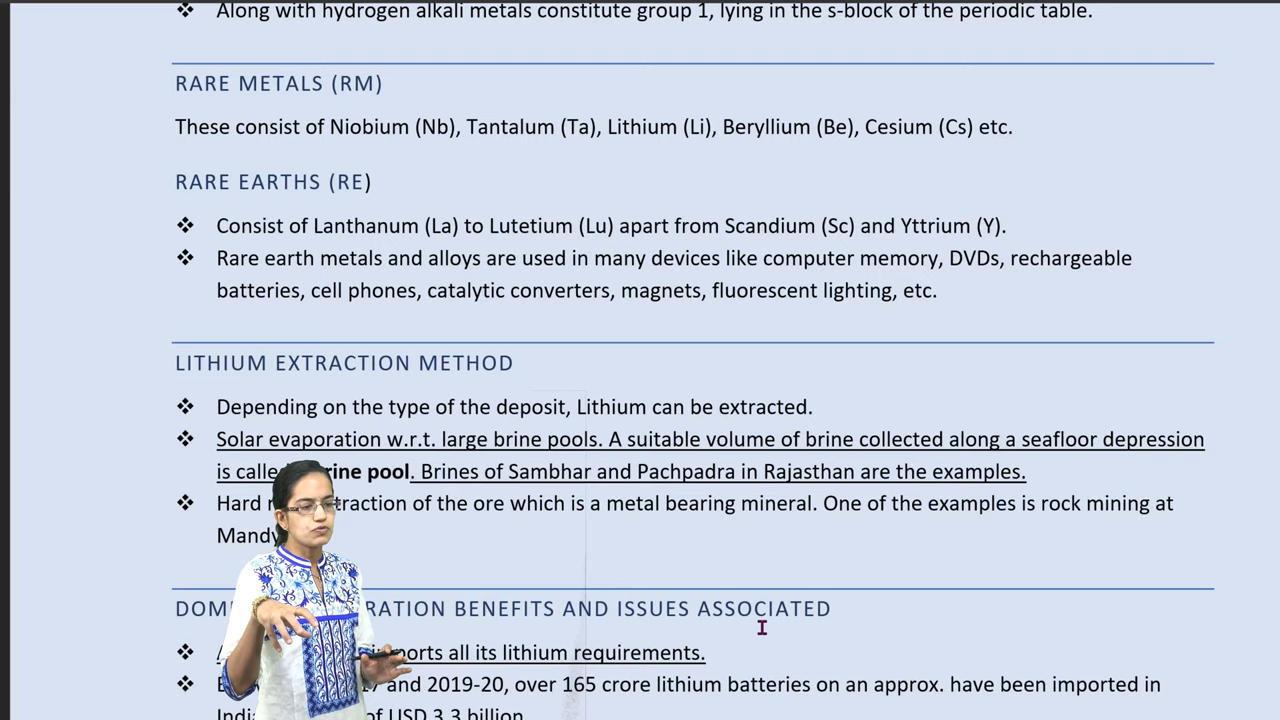 Along with hydrogen alkali metals constitute group 1, lying in the s-block of the periodic table.
RARE METALS (RM)
These consist of Niobium (Nb), Tantalum (Ta), Lithium (Li), Beryllium (Be), Cesium (Cs) etc.
RARE EARTHS (RE)
❖ Consist of Lanthanum (La) to Lutetium (Lu) apart from Scandium (Sc) and Yttrium (Y).
❖ Rare earth metals and alloys are used in many devices like computer memory, DVDs, rechargeable
batteries, cell phones, catalytic converters, magnets, fluorescent lighting, etc.
LITHIUM EXTRACTION METHOD
❖ Depending on the type of the deposit, Lithium can be extracted.
❖ Solar evaporation w.r.t. large brine pools. A suitable volume of brine collected along a seafloor depression
is pool. Brines of Sambhar and Pachpadra in Rajasthan are the examples.
❖ Hard of the ore which is a metal bearing mineral. One of the examples is rock mining at
BENEFITS AND ISSUES ASSOCIATED
❖ all its lithium requirements.
❖ and 2019-20, over 165 crore lithium batteries on an approx. have been imported in
of USD 3.3 billion